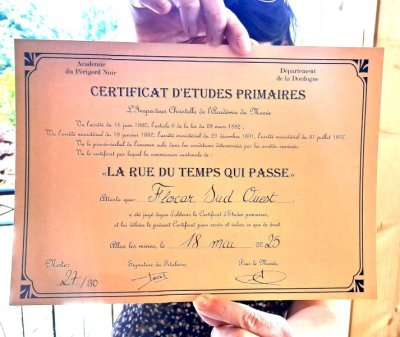 Académie
du Périgord Noir
Département
de la Dordogne
CERTIFICAT D'ETUDES PRIMAIRES
L'Inspecteur Christelle de l'Académie du Musée
Vu l'arrêté du 16 juin 1880, l'article 6 de la loi du 28 mars 1882 ;
Vu l'arrêté ministériel du 18 janvier 1887, l'arrêté ministériel du 29 décembre 1891, l'arrêté ministériel du 31 juillet 1897,
Vu le procès-verbal de l'examen subi dans les conditions déterminées par les arrêtés susvisés.
Vu le certificat par lequel la commission cantonale de :
«LA RUE DU TEMPS QUI PASSE»
Atteste que: Flocar Sud Ouest
a été jugé digne d'obtenir le Certificat d'Études primaires,
et lui délivre le présent Certificat pour servir et valoir ce que de droit.
Allas les mines, le 18 mai 2025
Note:
Signature du Titulaire,
Pour le Musée,
27/30